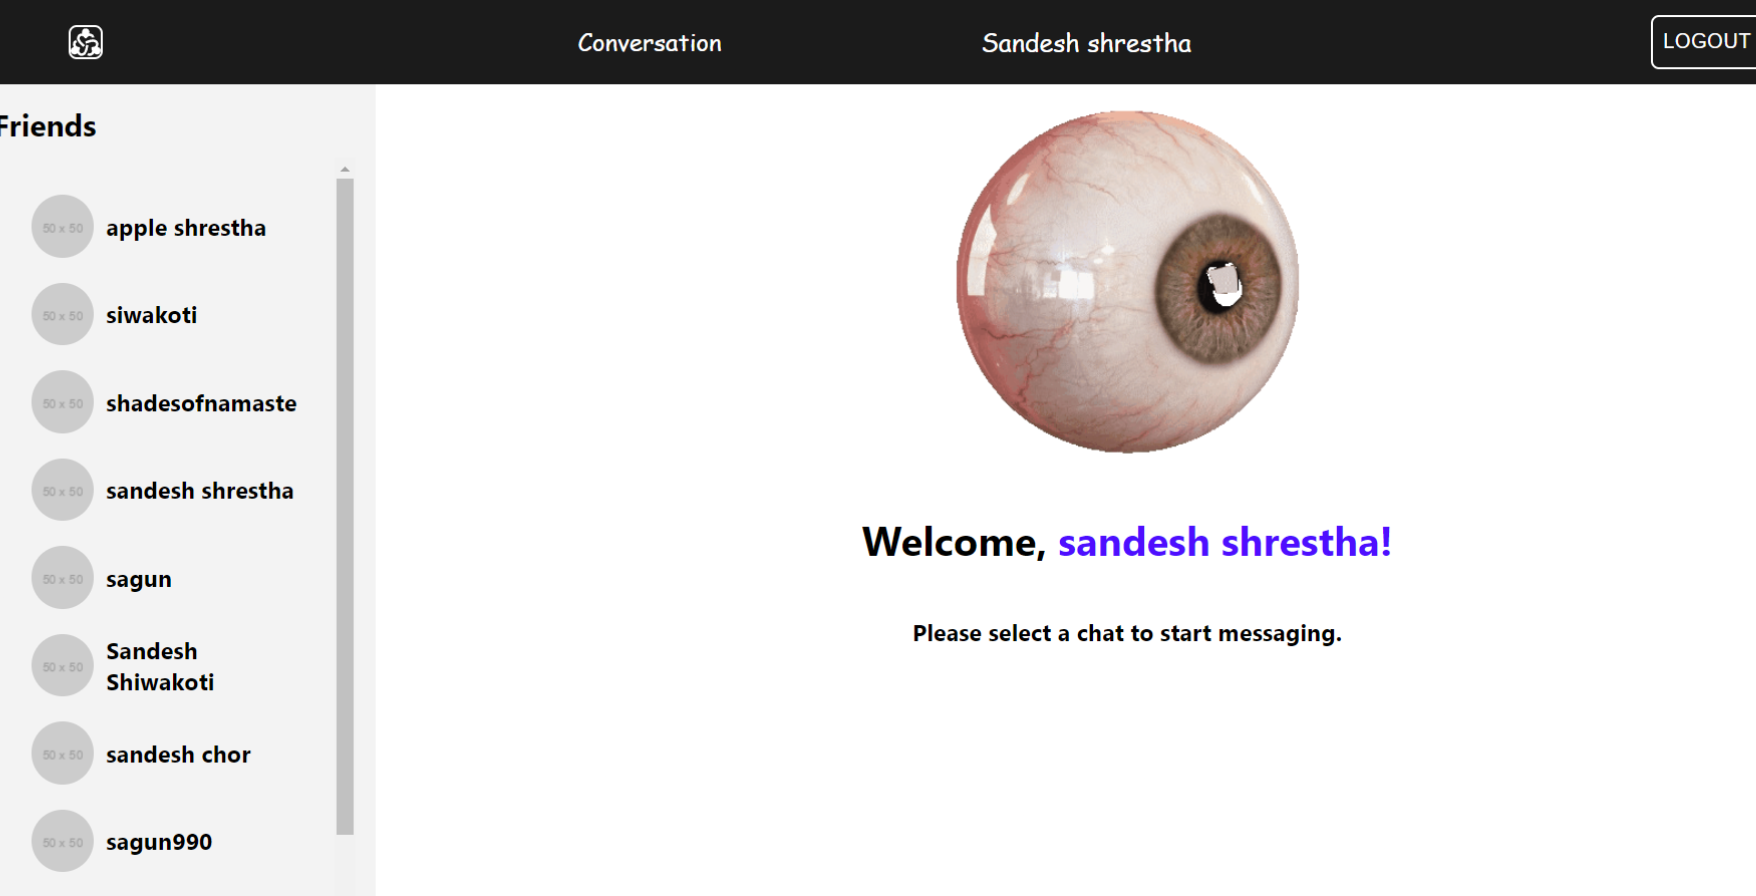 Conversation
Sandesh shrestha
LOGOUT
Friends
50 x 50
apple shrestha
50 x 50
siwakoti
50 x 50
shadesofnamaste
50 x 50
sandesh shrestha
50 x 50
sagun
50 x 50
Sandesh
Shiwakoti
50 x 50
sandesh chor
50 x 50
sagun990
Welcome, sandesh shrestha!
Please select a chat to start messaging.